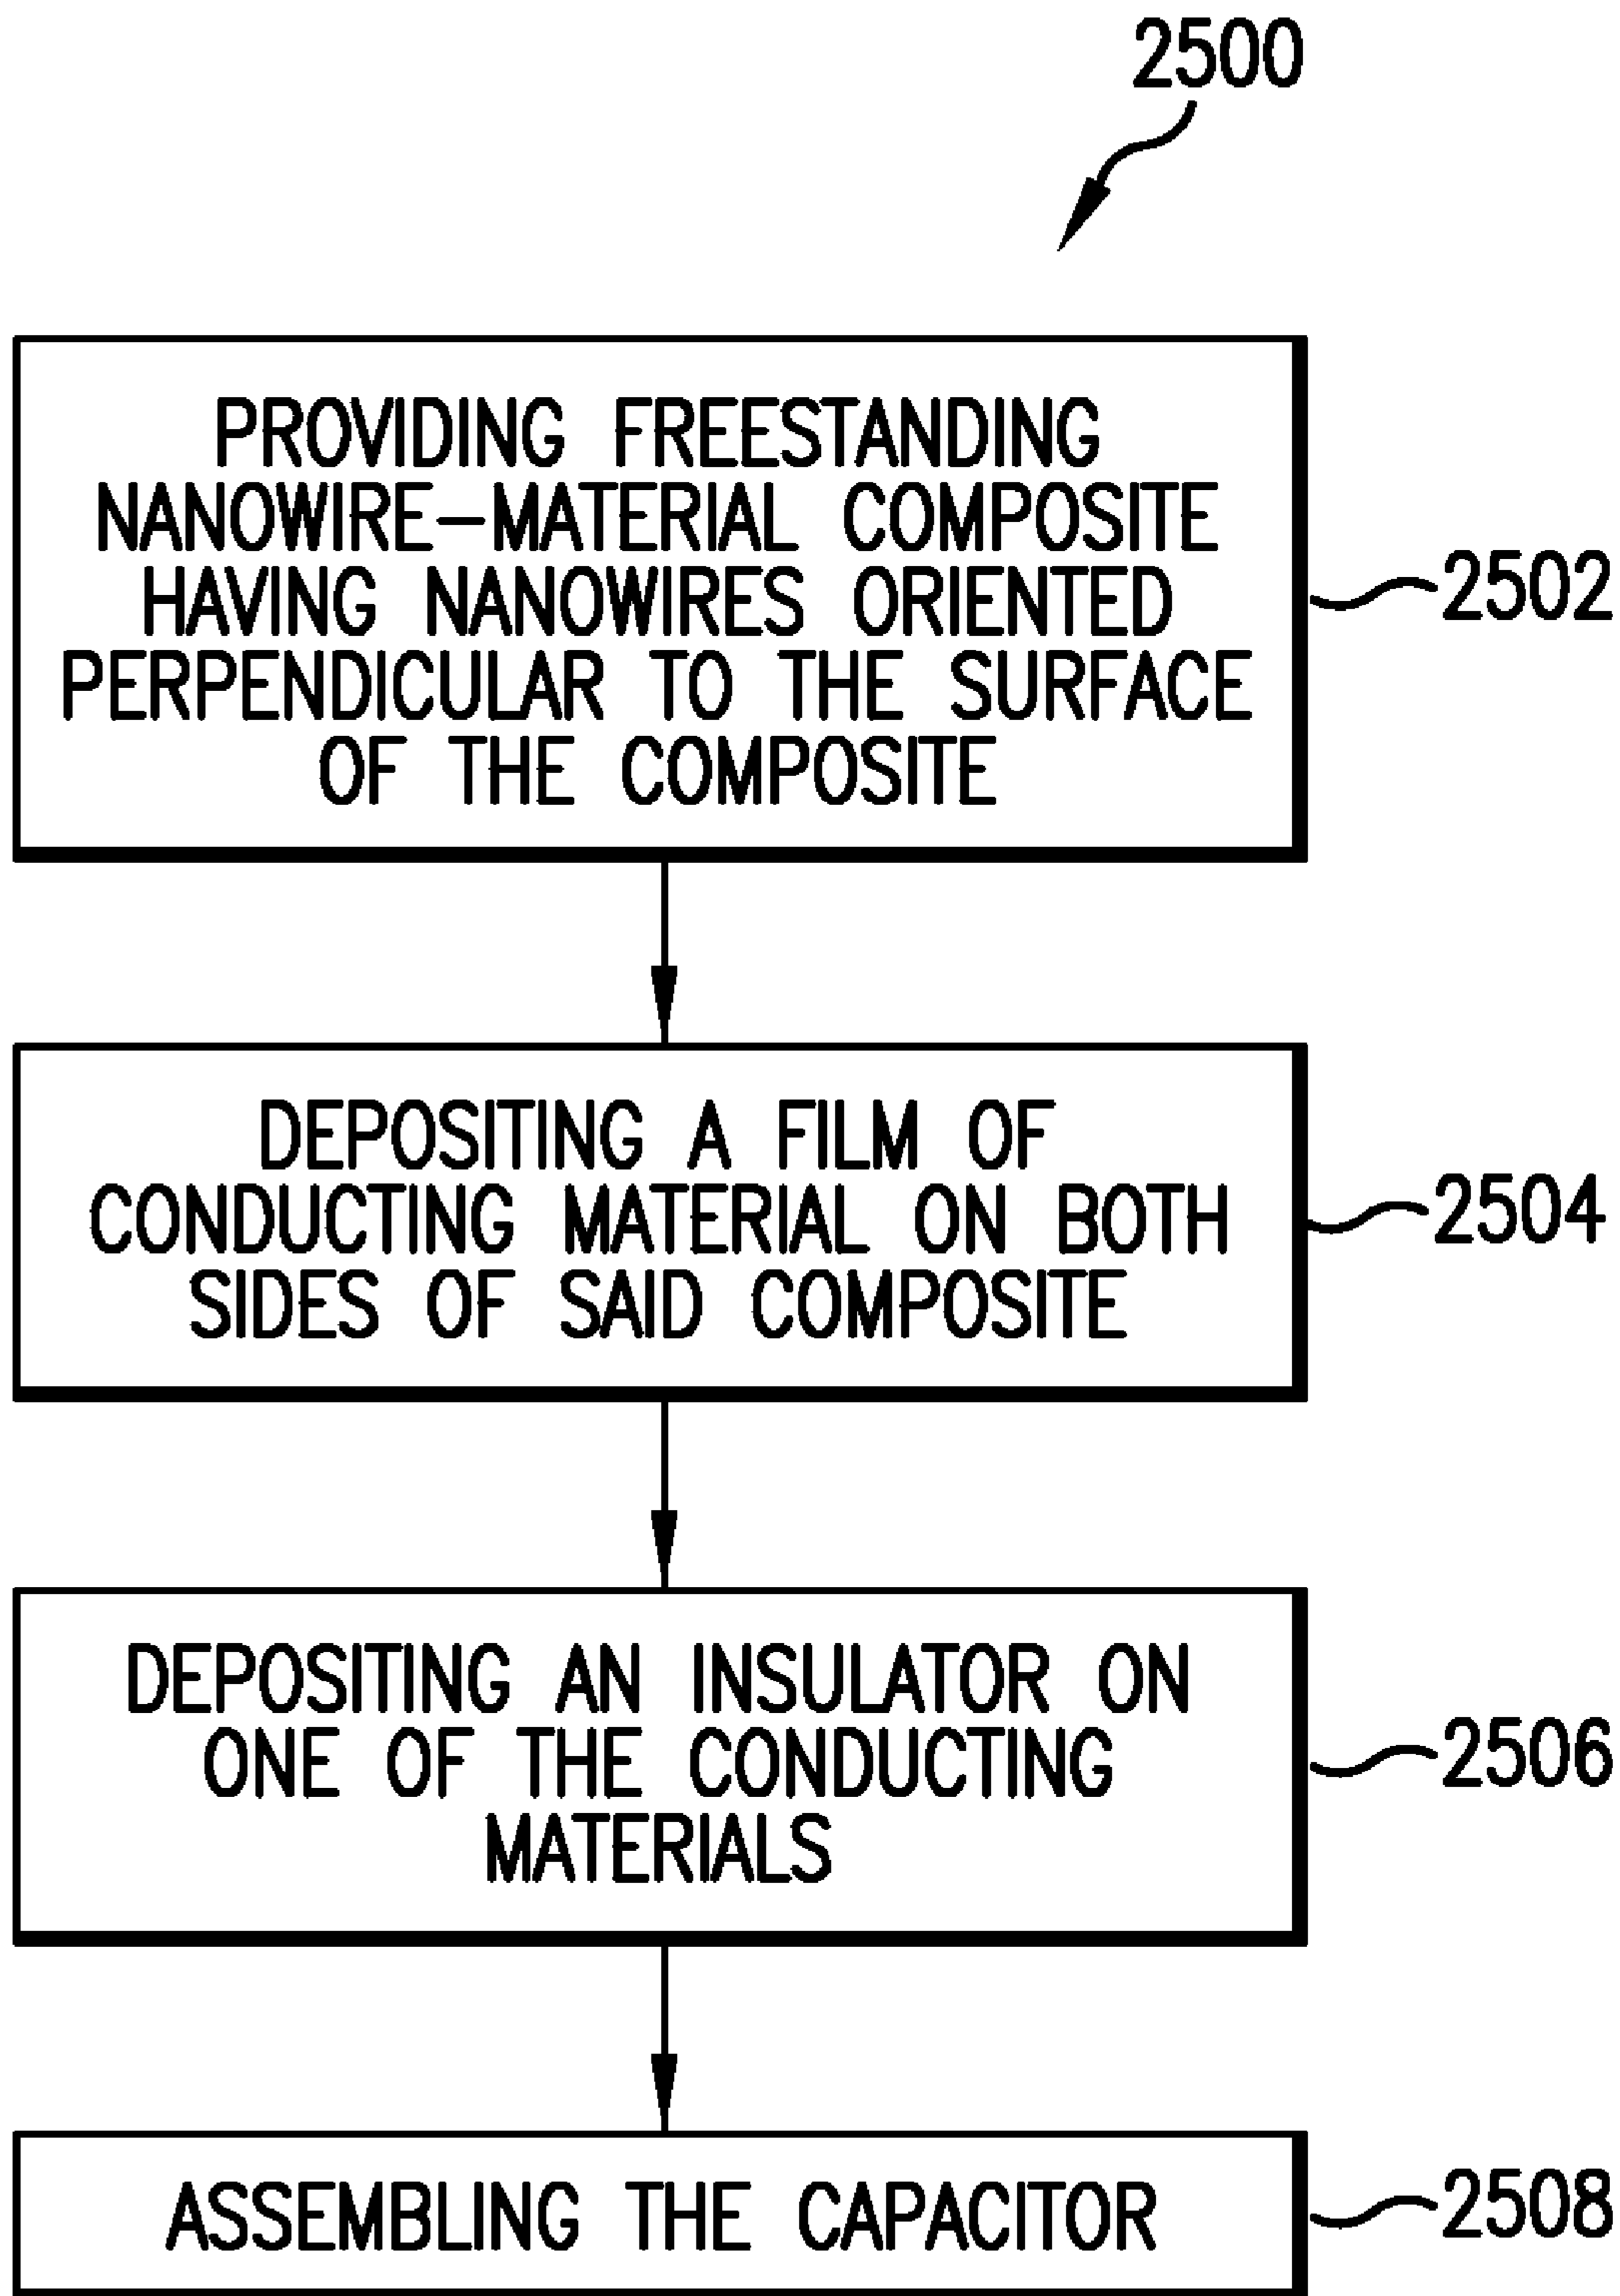 2500
PROVIDING FREESTANDING
NANOWIRE-MATERIAL COMPOSITE
HAVING NANOWIRES ORIENTED
PERPENDICULAR TO THE SURFACE
OF THE COMPOSITE
2502
DEPOSITING A FILM OF
CONDUCTING MATERIAL ON BOTH
SIDES OF SAID COMPOSITE
2504
DEPOSITING AN INSULATOR ON
ONE OF THE CONDUCTING
MATERIALS
2506
ASSEMBLING THE CAPACITOR
2508